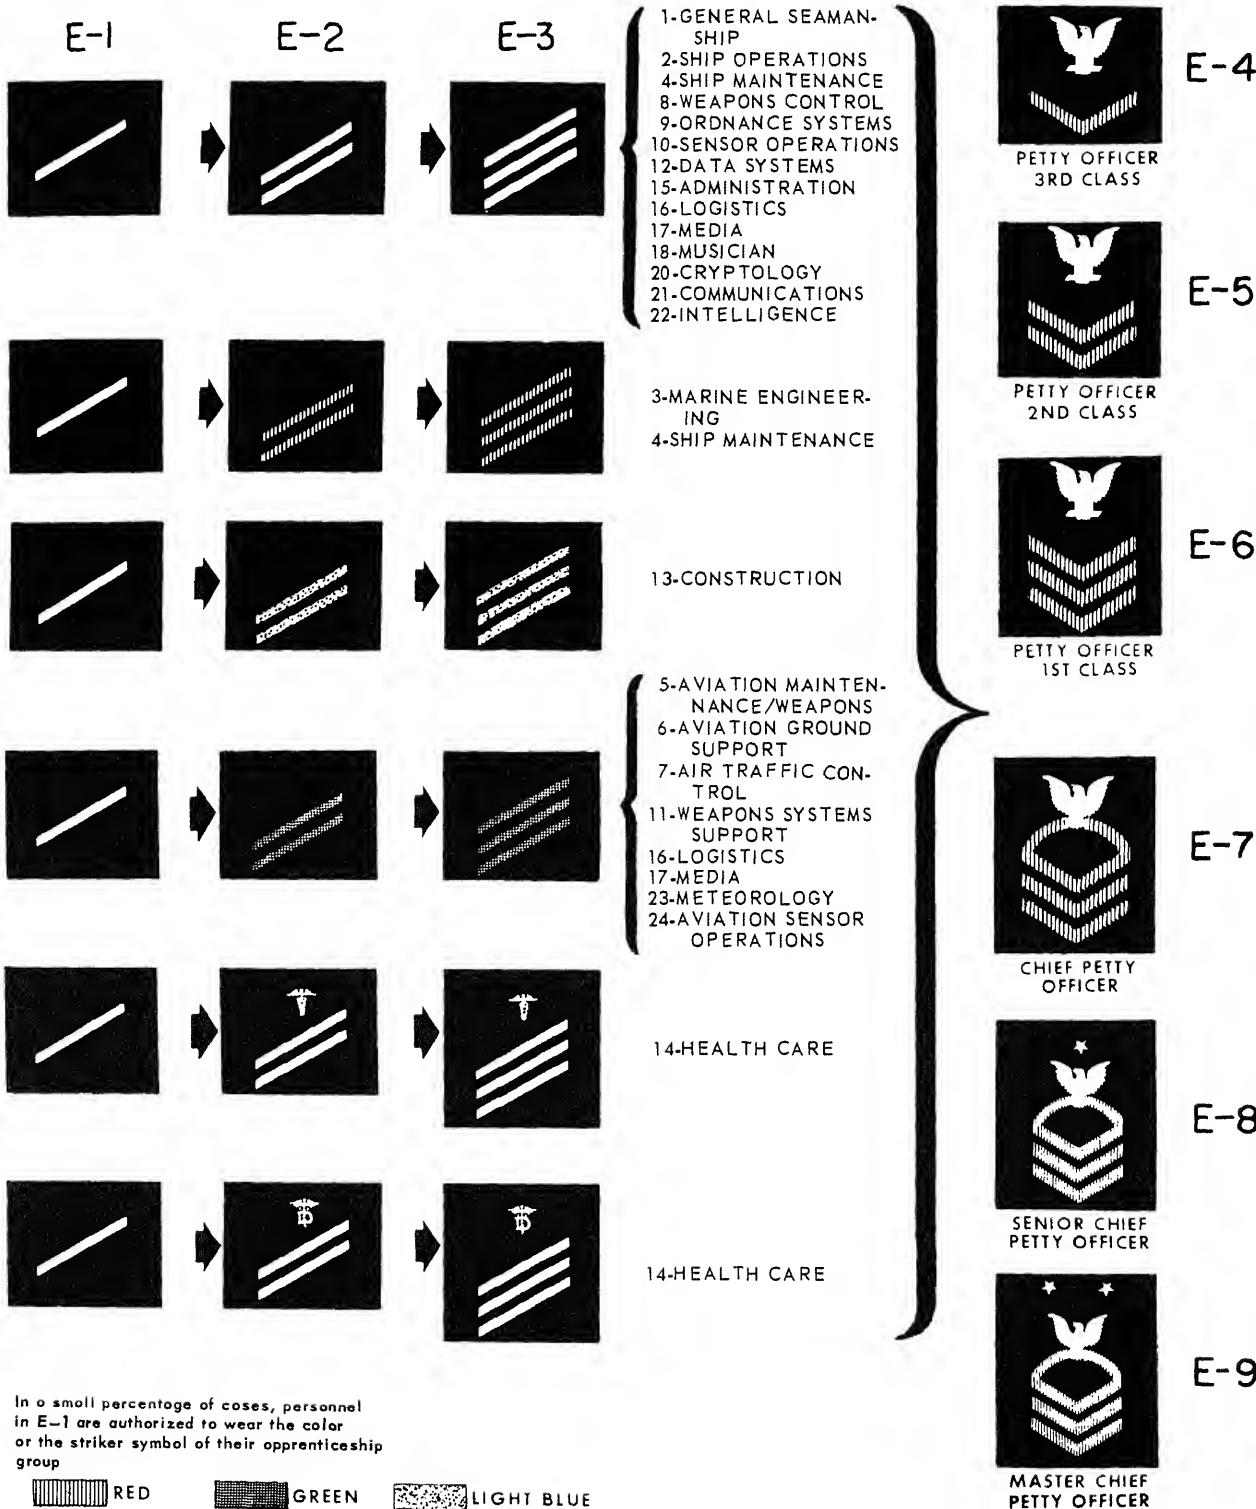 E-1
E-2
E-3
1-GENERAL SEAMAN-
SHIP
2-SHIP OPERATIONS
4-SHIP MAINTENANCE
8-WEAPONS CONTROL
9-ORDNANCE SYSTEMS
10-SENSOR OPERATIONS
12-DATA SYSTEMS
15-ADMINISTRATION
16-LOGISTICS
17-MEDIA
18-MUSICIAN
20-CRYPTOLOGY
21-COMMUNICATIONS
22-INTELLIGENCE
3-MARINE ENGINEER-
ING
4-SHIP MAINTENANCE
13-CONSTRUCTION
5-AVIATION MAINTEN-
NANCE/WEAPONS
6-AVIATION GROUND
SUPPORT
7-AIR TRAFFIC CON-
TROL
11-WEAPONS SYSTEMS
SUPPORT
16-LOGISTICS
17-MEDIA
23-METEOROLOGY
24-AVIATION SENSOR
OPERATIONS
14-HEALTH CARE
14-HEALTH CARE
E-4
PETTY OFFICER
3RD CLASS
E-5
PETTY OFFICER
2ND CLASS
E-6
PETTY OFFICER
1ST CLASS
E-7
CHIEF PETTY
OFFICER
E-8
SENIOR CHIEF
PETTY OFFICER
E-9
MASTER CHIEF
PETTY OFFICER
In o smoll percentage of coses, personnel
in E-1 are authorized to wear the color
or the striker symbol of their opprenticeship
group
RED
GREEN
LIGHT BLUE